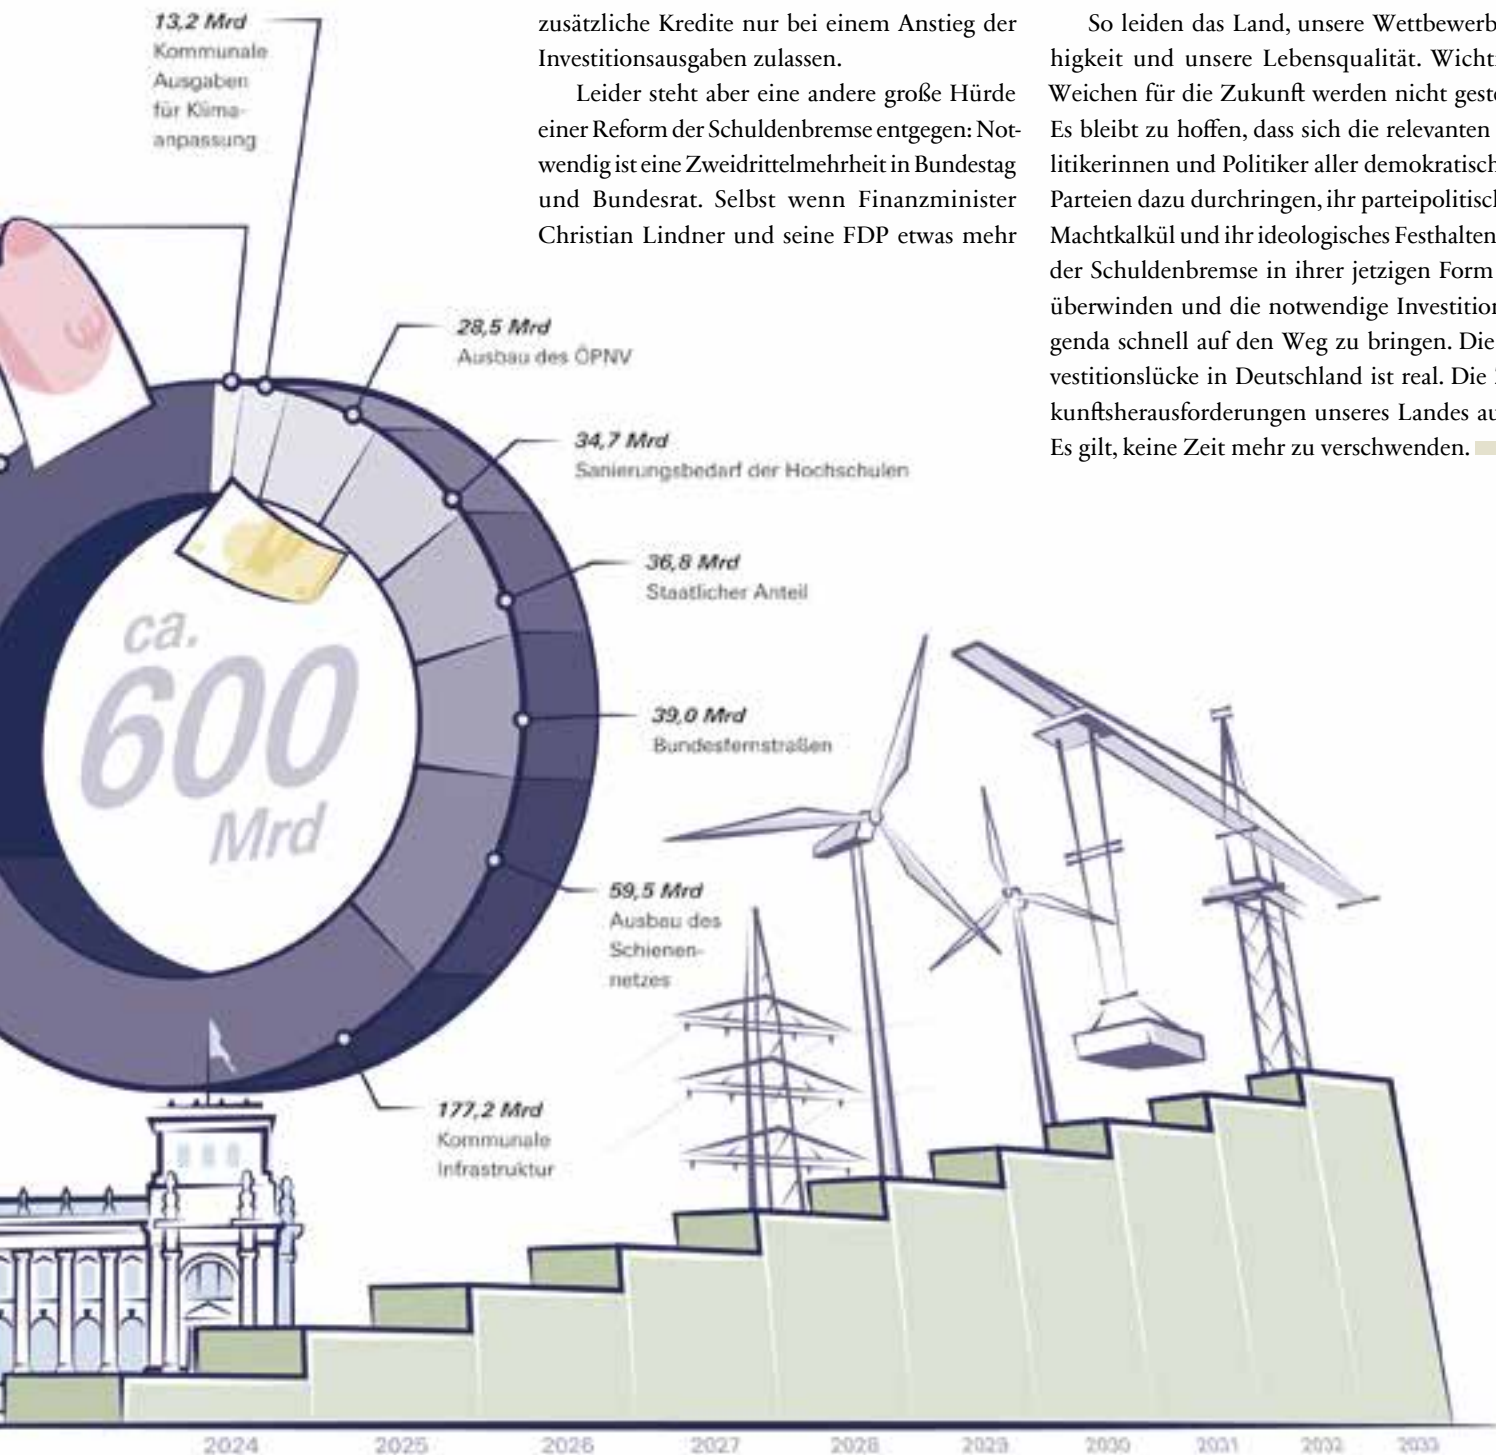 zusätzliche Kredite nur bei einem Anstieg der
Investitionsausgaben zulassen.
Leider steht aber eine andere große Hürde
einer Reform der Schuldenbremse entgegen: Not-
wendig ist eine Zweidrittelmehrheit in Bundestag
und Bundesrat. Selbst wenn Finanzminister
Christian Lindner und seine FDP etwas mehr
So leiden das Land, unsere Wettbewerb
higkeit und unsere Lebensqualität. Wicht
Weichen für die Zukunft werden nicht geste
Es bleibt zu hoffen, dass sich die relevanten
litikerinnen und Politiker aller demokratisch
Parteien dazu durchringen, ihr parteipolitisch
Machtkalkül und ihr ideologisches Festhalten
der Schuldenbremse in ihrer jetzigen Form
überwinden und die notwendige Investition
genda schnell auf den Weg zu bringen. Die
vestitionslücke in Deutschland ist real. Die
kunftsherausforderungen unseres Landes au
Es gilt, keine Zeit mehr zu verschwenden.
13,2 Mrd
Kommunale
Ausgaben
für Klima-
anpassung
28,5 Mrd
Ausbau des ÖPNV
34,7 Mrd
Sanierungsbedarf der Hochschulen
36,8 Mrd
Staatlicher Anteil
39,0 Mrd
Bundesfernstraßen
59,5 Mrd
Ausbau des
Schienen-
netzes
177,2 Mrd
Kommunale
Infrastruktur
ca.
600
Mrd
2024 2025 2026 2027 2028 2029 2030 2031 2032 2033